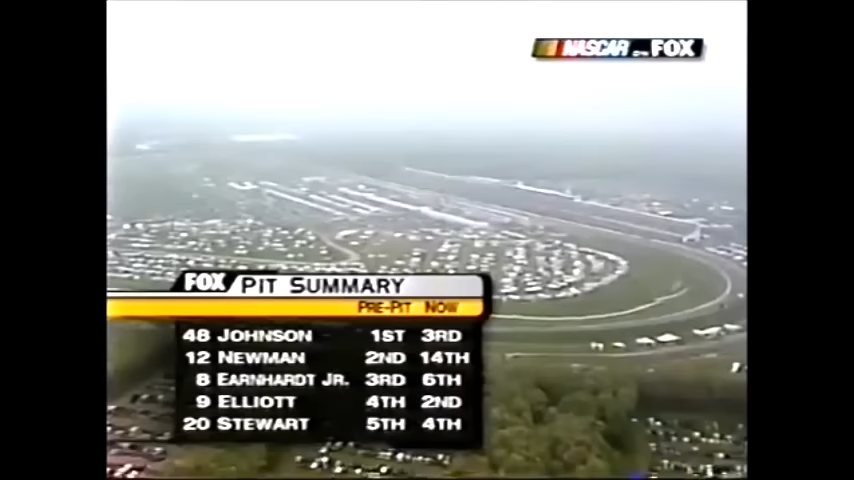 NASCAR on FOX
FOX PIT SUMMARY
PRE-PIT NOW
48 JOHNSON 1ST 3RD
12 NEWMAN 2ND 14TH
8 EARNHARDT JR. 3RD 6TH
9 ELLIOTT 4TH 2ND
20 STEWART 5TH 4TH